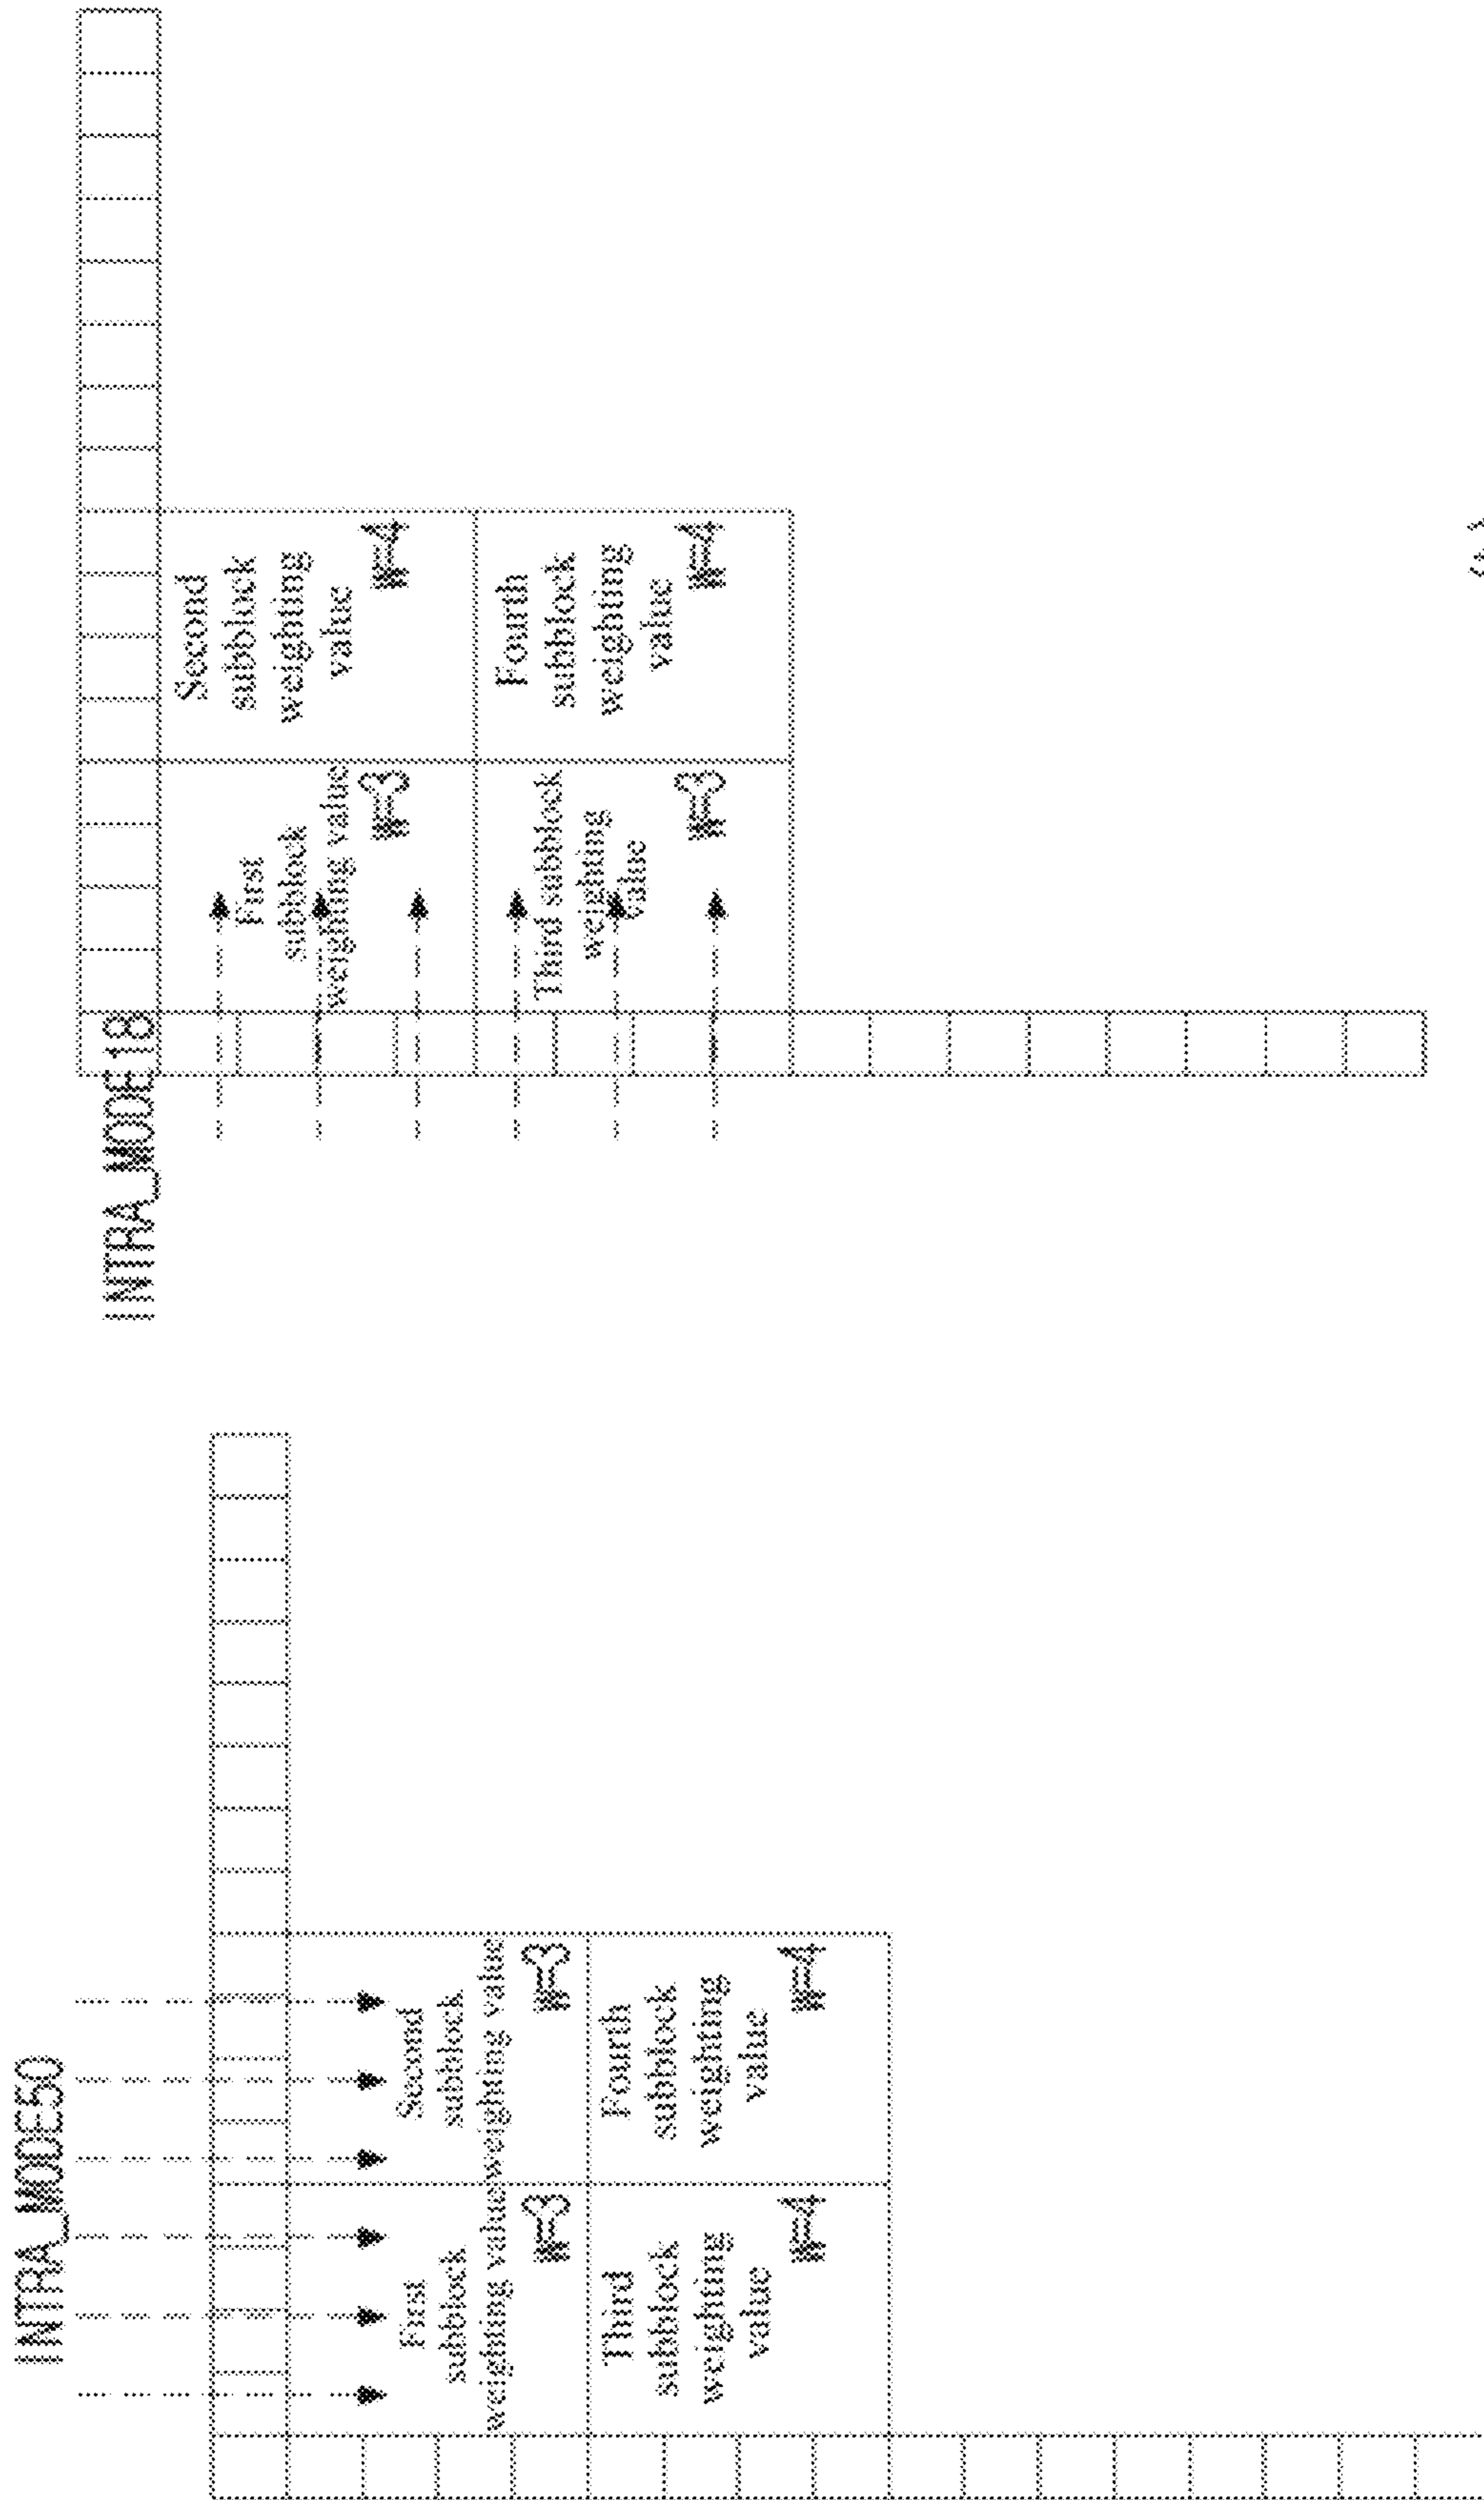 INTRA_MODE50
First
subblock
weighting value
W=3
Second
subblock
weighting value
W=3
Third
subblock
weighting
value
W=4
Fourth
subblock
weighting
value
W=4
INTRA_MODE18
First
subblock
weighting value
W=3
Second
subblock
weighting
value
W=4
Third subblock
weighting
value
W=3
Fourth
subblock
weighting
value
W=4